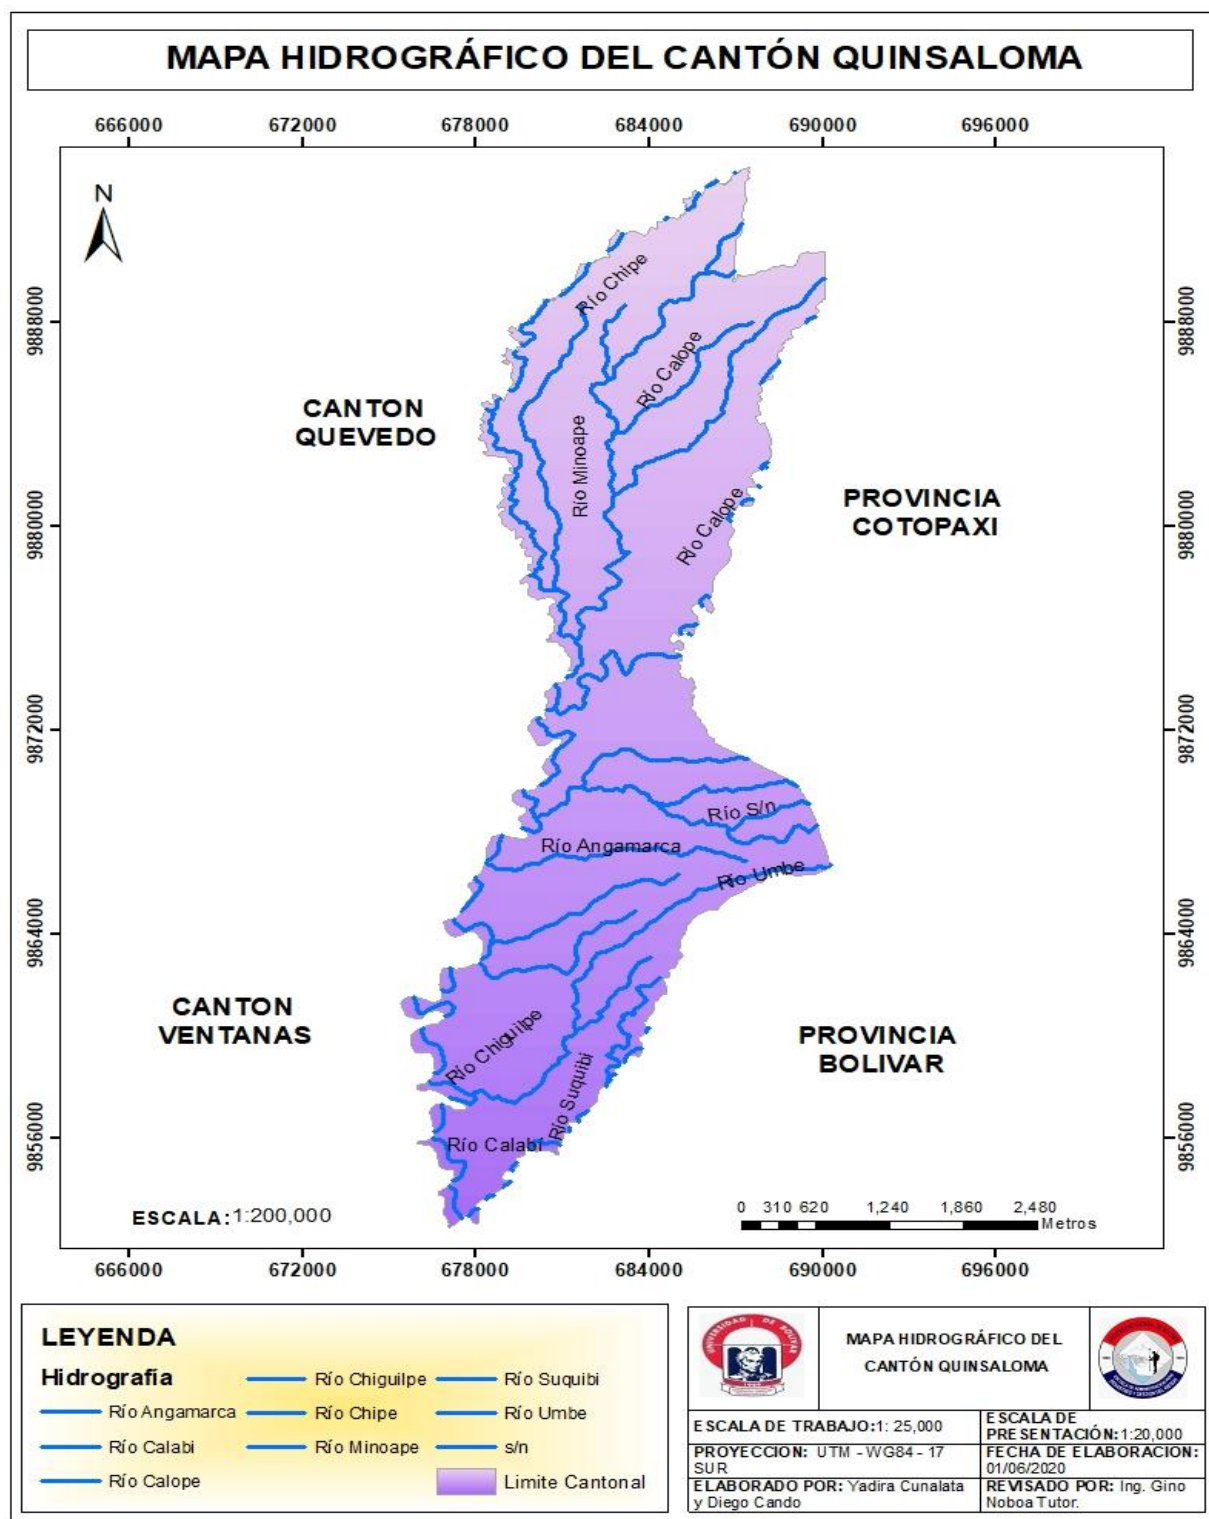 MAPA HIDROGRÁFICO DEL CANTÓN QUINSALOMA
666000 672000 678000 684000 690000 696000
N
9888000
9888000
9880000
9880000
9872000
9872000
9864000
9864000
9856000
9856000
Río Chipe
Río Calope
Río Minoape
Río Calope
CANTON
QUEVEDO
PROVINCIA
COTOPAXI
Río S/n
Río Angamarca
Río Umbe
CANTON
VENTANAS
Río Chiguilpe
PROVINCIA
BOLIVAR
Río Suquibi
Río Calabi
ESCALA:1:200,000
0 310 620 1,240 1,860 2,480
Metros
666000 672000 678000 684000 690000 696000
LEYENDA
Hidrografía
Río Angamarca
Río Calabi
Río Calope
Río Chiguilpe
Río Chipe
Río Minoape
Río Suquibi
Río Umbe
s/n
Limite Cantonal
UNIVERSIDAD DE BOLIVAR
MAPA HIDROGRÁFICO DEL
CANTÓN QUINSALOMA
ESCALA DE TRABAJO:1: 25,000
ESCALA DE
PRESENTACIÓN:1:20,000
PROYECCION: UTM - WG84 - 17
SUR
FECHA DE ELABORACION:
01/06/2020
ELABORADO POR: Yadira Cunalata
y Diego Cando
REVISADO POR: Ing. Gino
Noboa Tutor.